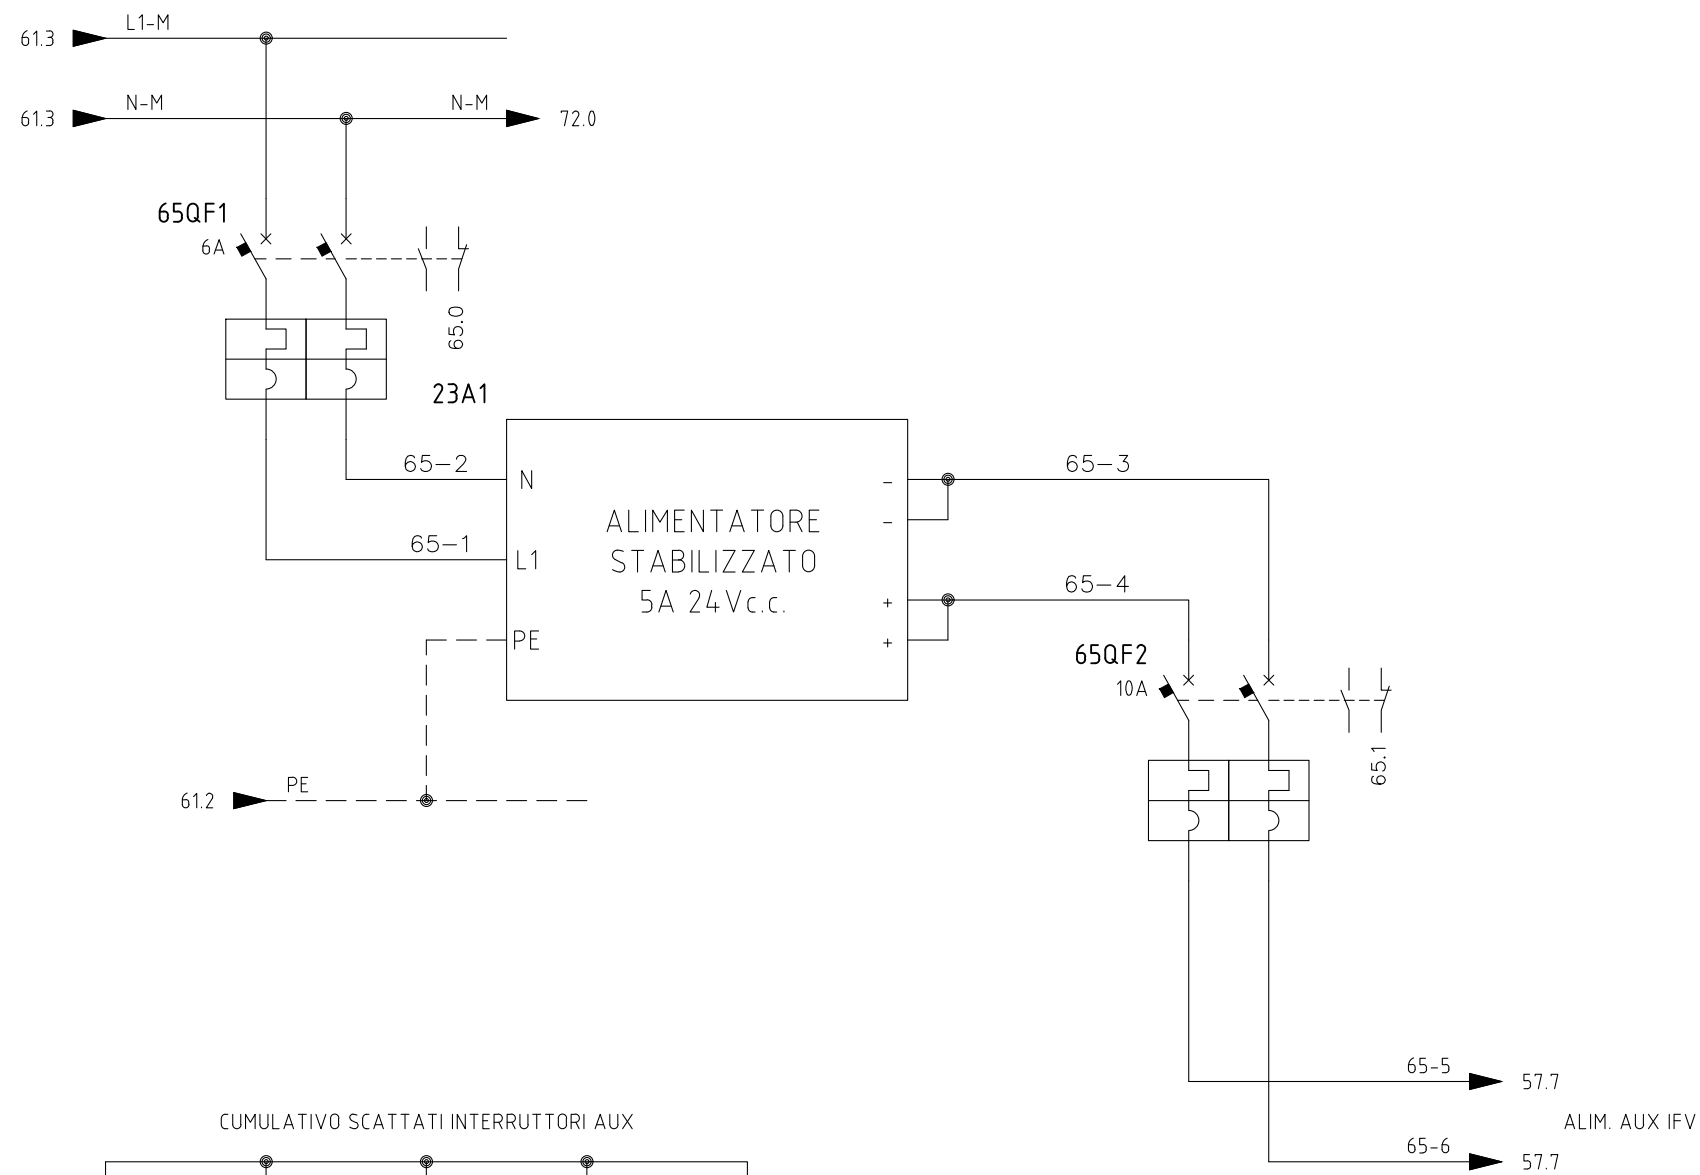 L1-M
61.3
N-M
N-M
61.3
72.0
65QF1
6A
65.0
23A1
65-2
65-3
N
-
ALIMENTATORE
-
65-1
STABILIZZATO
L1
65-4
5A 24Vc.c.
+
PE
+
65QF2
10A
65.1
PE
61.2
65-5
57.7
CUMULATIVO SCATTATI INTERRUTTORI AUX
ALIM. AUX IFV
65-6
57.7